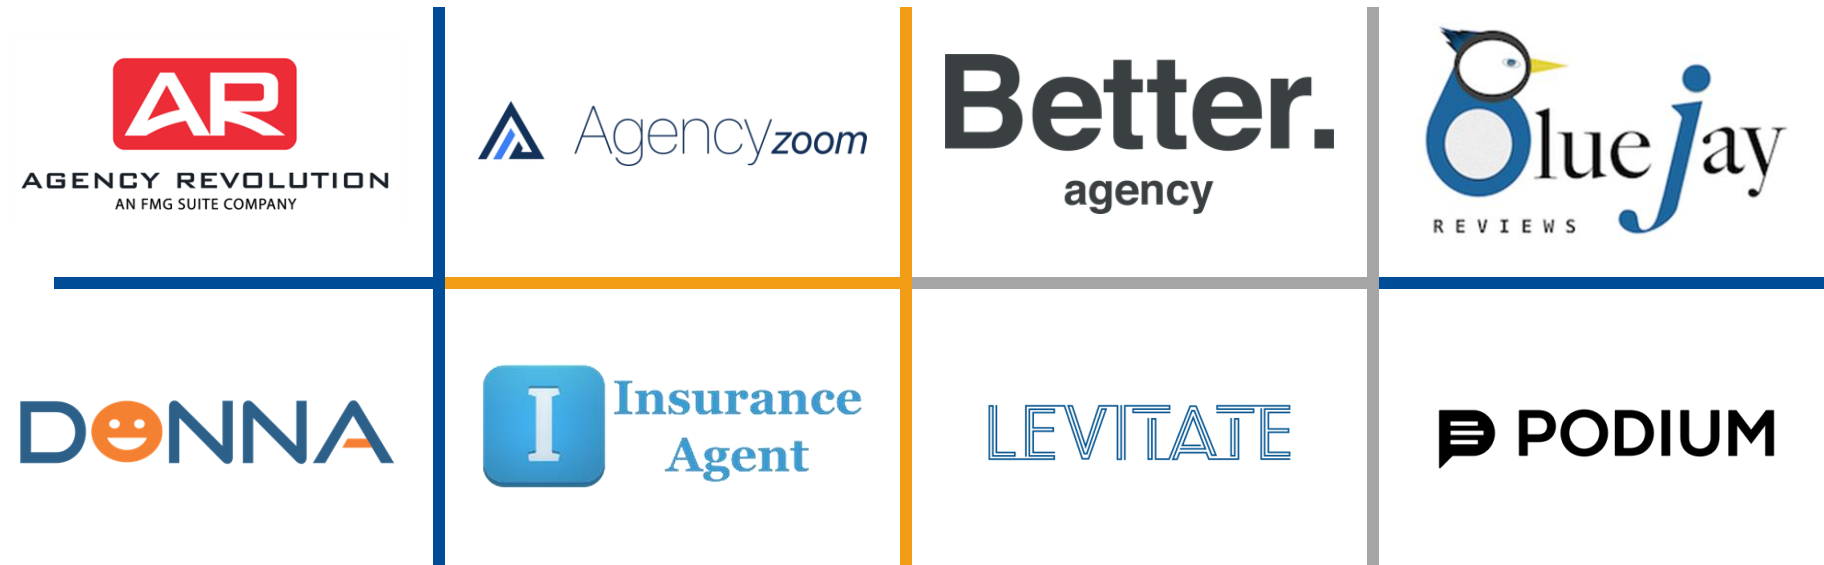 AR
AGENCY REVOLUTION
AN FMG SUITE COMPANY
Agencyzoom
Better.
agency
Bluejay
REVIEWS
DONNA
I
Insurance
Agent
LEVITATE
PODIUM